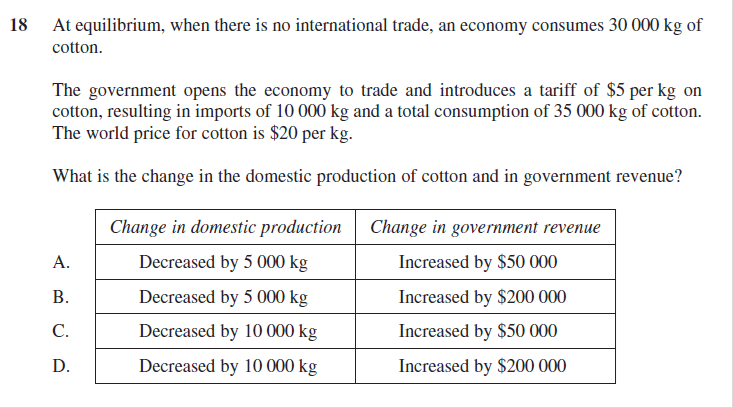 18 At equilibrium, when there is no international trade, an economy consumes 30 000 kg of
cotton.
The government opens the economy to trade and introduces a tariff of $5 per kg on
cotton, resulting in imports of 10 000 kg and a total consumption of 35 000 kg of cotton.
The world price for cotton is $20 per kg.
What is the change in the domestic production of cotton and in government revenue?
Change in domestic production Change in government revenue
A. Decreased by 5 000 kg Increased by $50 000
B. Decreased by 5 000 kg Increased by $200 000
C. Decreased by 10 000 kg Increased by $50 000
D. Decreased by 10 000 kg Increased by $200 000